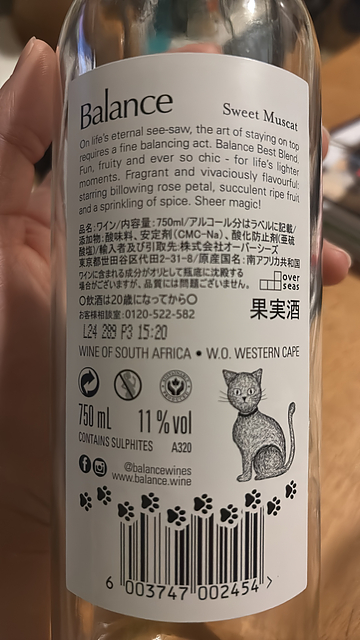 Balance
Sweet Muscat
On life's eternal see-saw, the art of staying on top
requires a fine balancing act. Balance Best Blend.
Fun, fruity and ever so chic - for life's lighter
moments. Fragrant and vivaciously flavourful:
starring billowing rose petal, succulent ripe fruit
and a sprinkling of spice. Sheer magic!
品名:ワイン/内容量:750ml/アルコール分はラベルに記載/
添加物:酸味料、安定剤(CMC-Na)、酸化防止剤(亜硫
酸塩)/輸入者及び引取先:株式会社オーバーシーズ
東京都世田谷区代田2-31-8/原産国名:南アフリカ共和国
ワインに含まれる成分がオリとして瓶底に沈殿する
場合がございますが、品質には問題ございません。
over
seas
〇飲酒は20歳になってから〇
お客様相談室:0120-522-582
果実酒
L24 289 P3 15:20
WINE OF SOUTH AFRICA • W.O. WESTERN CAPE
750 mL
11 % vol
CONTAINS SULPHITES
A320
@balancewines
www.balance.wine
6 003747 002454 >